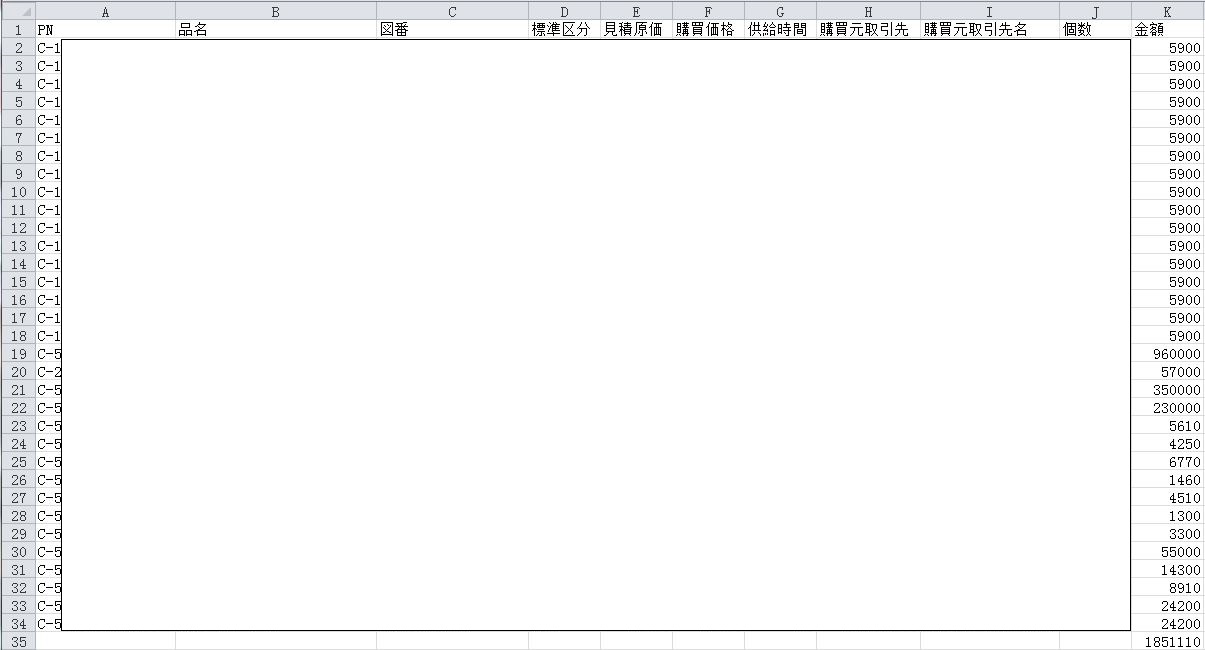 A B C D E F G H I J K
1 PN 品名 図番 標準区分 見積原価 購買価格 供給時間 購買元取引先 購買元取引先名 個数 金額
2 C-1 5900
3 C-1 5900
4 C-1 5900
5 C-1 5900
6 C-1 5900
7 C-1 5900
8 C-1 5900
9 C-1 5900
10 C-1 5900
11 C-1 5900
12 C-1 5900
13 C-1 5900
14 C-1 5900
15 C-1 5900
16 C-1 5900
17 C-1 5900
18 C-1 5900
19 C-5 960000
20 C-2 57000
21 C-5 350000
22 C-5 230000
23 C-5 5610
24 C-5 4250
25 C-5 6770
26 C-5 1460
27 C-5 4510
28 C-5 1300
29 C-5 3300
30 C-5 55000
31 C-5 14300
32 C-5 8910
33 C-5 24200
34 C-5 24200
35 1851110